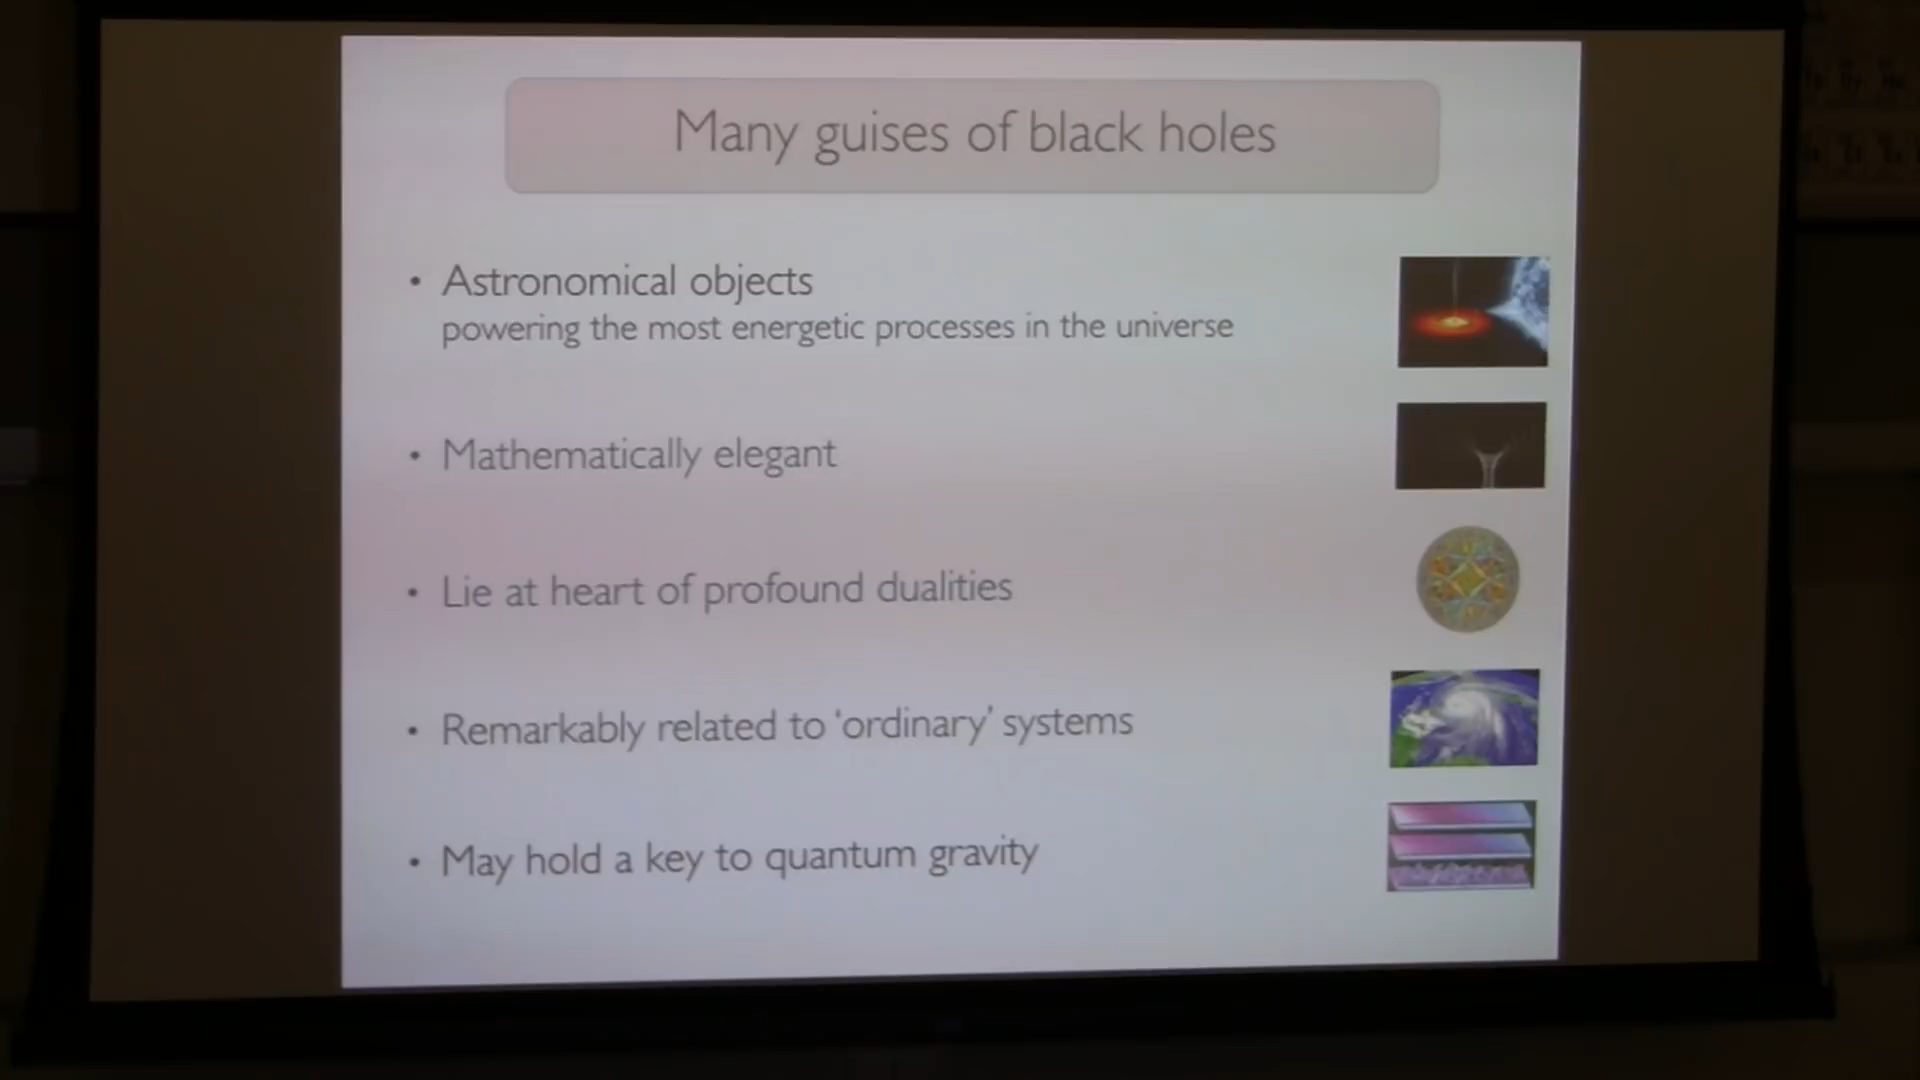 Many guises of black holes
• Astronomical objects
powering the most energetic processes in the universe
• Mathematically elegant
• Lie at heart of profound dualities
• Remarkably related to ‘ordinary’ systems
• May hold a key to quantum gravity